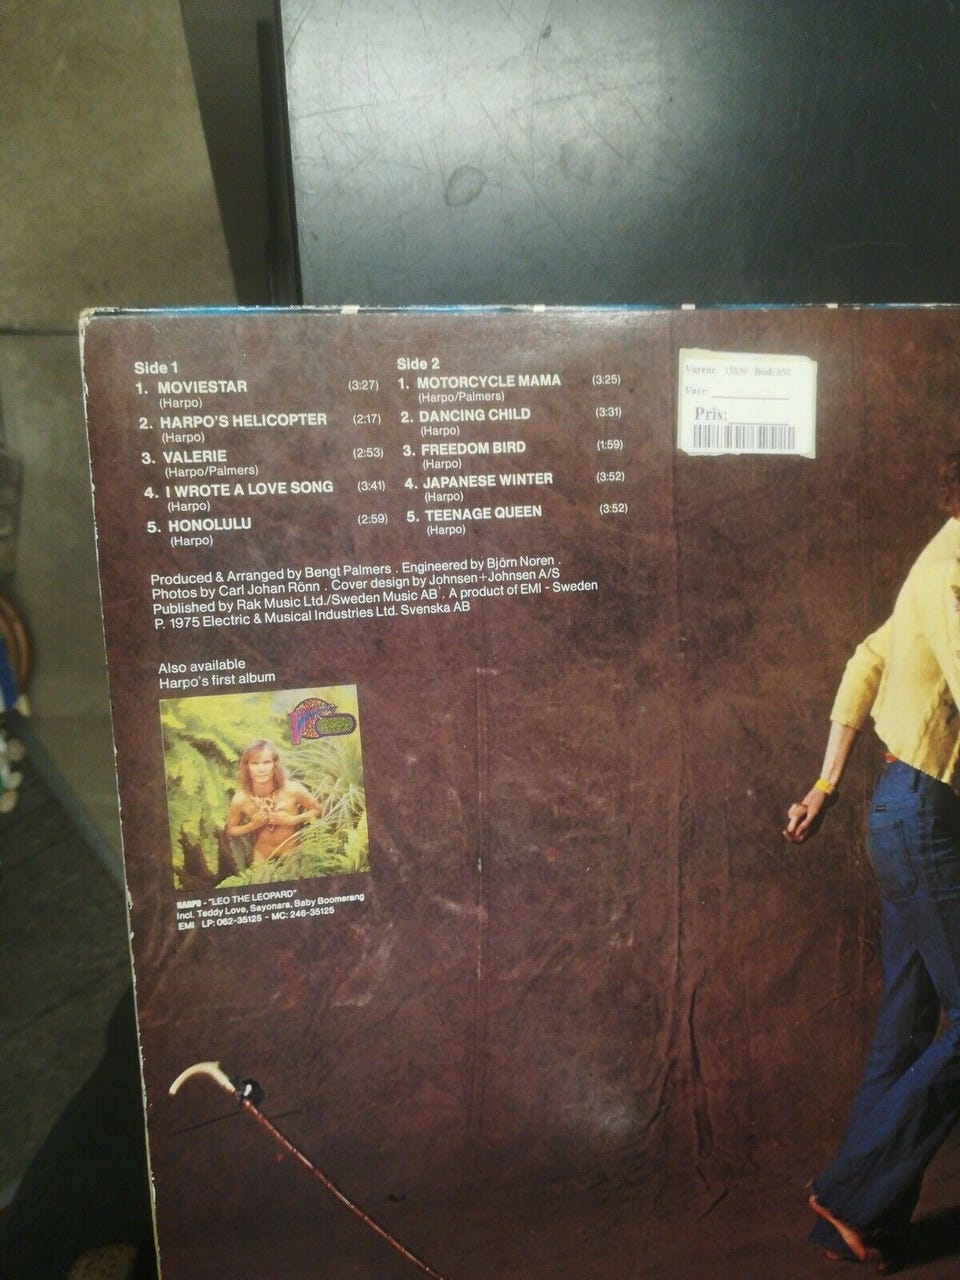 Side 1
1. MOVIESTAR (3:27)
(Harpo)
2. HARPO'S HELICOPTER (2:17)
(Harpo)
3. VALERIE (2:53)
(Harpo/Palmers)
4. I WROTE A LOVE SONG (3:41)
(Harpo)
5. HONOLULU (2:59)
(Harpo)
Side 2
1. MOTORCYCLE MAMA (3:25)
(Harpo/Palmers)
2. DANCING CHILD (3:31)
(Harpo)
3. FREEDOM BIRD (1:59)
(Harpo)
4. JAPANESE WINTER (3:52)
(Harpo)
5. TEENAGE QUEEN (3:52)
(Harpo)
Varenr. 13839 Bod: 850
Vare:
Pris:
Produced & Arranged by Bengt Palmers . Engineered by Björn Noren .
Photos by Carl Johan Rönn . Cover design by Johnsen+Johnsen A/S
Published by Rak Music Ltd./Sweden Music AB . A product of EMI - Sweden
P. 1975 Electric & Musical Industries Ltd. Svenska AB
Also available
Harpo's first album
HARPO - "LEO THE LEOPARD"
Incl. Teddy Love, Sayonara, Baby Boomerang
EMI LP: 062-35125 - MC: 246-35125